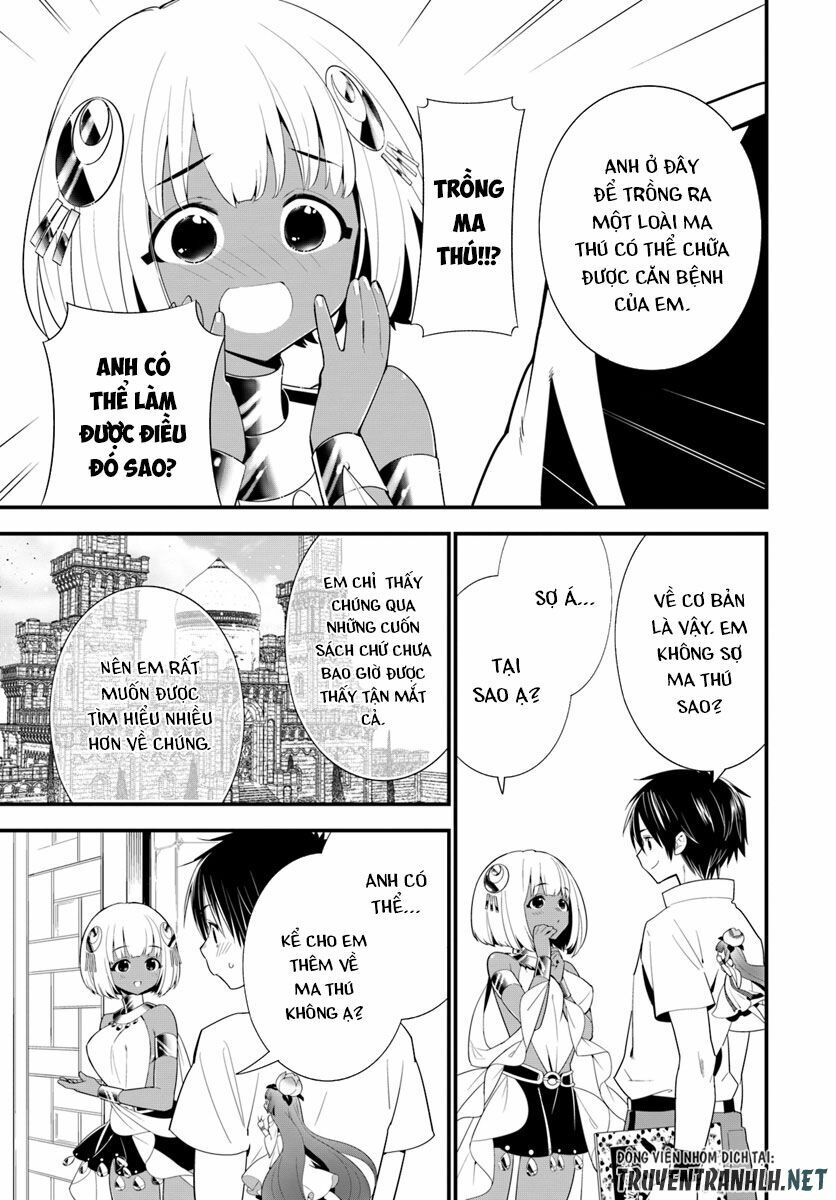 ANH Ở ĐÂY
ĐỂ TRỒNG RA
MỘT LOÀI MA
THÚ CÓ THỂ CHỮA
ĐƯỢC CĂN BỆNH
CỦA EM.
TRỒNG
MA
THÚ!!?
ANH CÓ
THỂ LÀM
ĐƯỢC ĐIỀU
ĐÓ SAO?
VỀ CƠ BẢN
LÀ VẬY. EM
KHÔNG SỢ
MA THÚ
SAO?
SỢ Á...
TẠI
SAO Ạ?
EM CHỈ THẤY
CHÚNG QUA
NHỮNG CUỐN
SÁCH CHỨ CHƯA
BAO GIỜ ĐƯỢC
THẤY TẬN MẮT
CẢ.
NÊN EM RẤT
MUỐN ĐƯỢC
TÌM HIỂU NHIỀU
HƠN VỀ CHÚNG.
ANH CÓ
THỂ...
KỂ CHO EM
THÊM VỀ
MA THÚ
KHÔNG Ạ?
ĐỘNG VIÊN NHÓM DỊCH TẠI:
TRUYENTRANHLH.NET